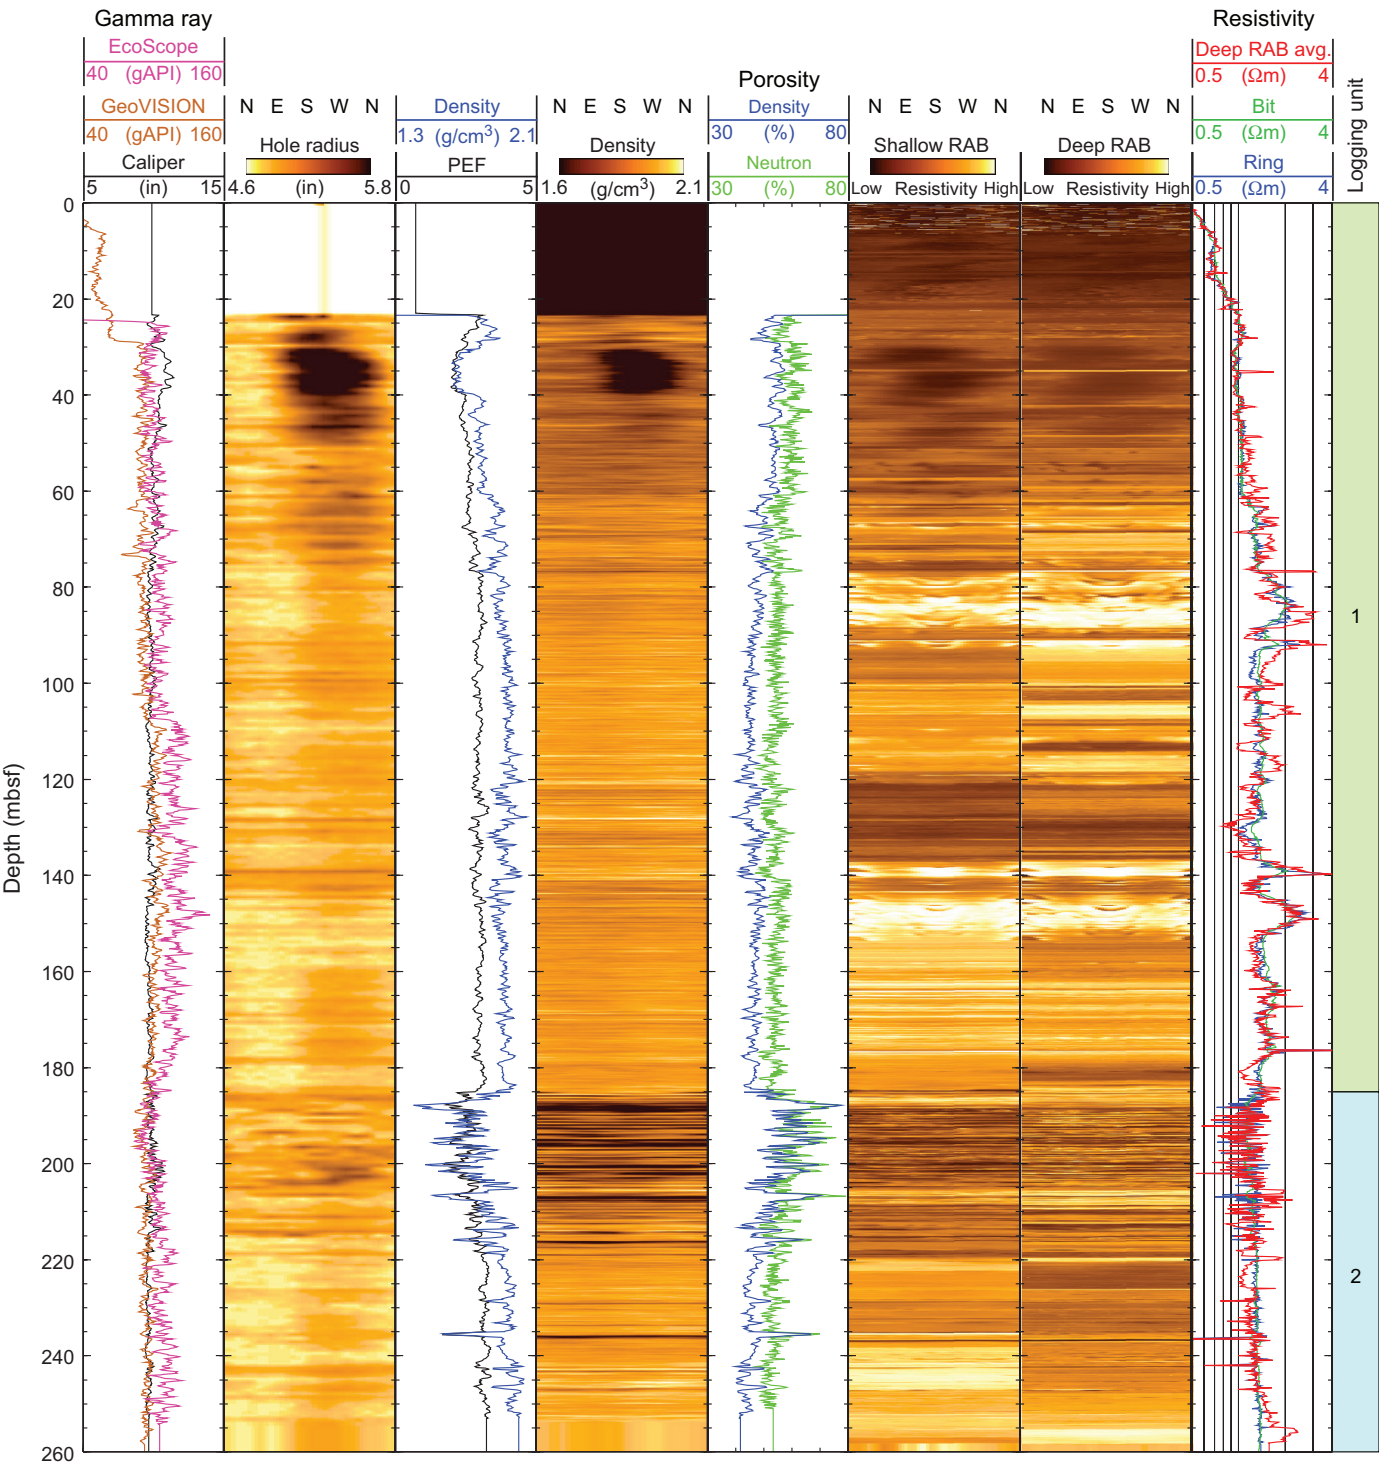 Gamma ray
EcoScope
40 (gAPI) 160
GeoVISION
40 (gAPI) 160
Caliper
5 (in) 15
N E S W N
Hole radius
4.6 (in) 5.8
Density
1.3 (g/cm³) 2.1
PEF
0 5
N E S W N
Density
1.6 (g/cm³) 2.1
Porosity
Density
30 (%) 80
Neutron
30 (%) 80
N E S W N
Shallow RAB
Low Resistivity High
N E S W N
Deep RAB
Low Resistivity High
Resistivity
Deep RAB avg.
0.5 (Ωm) 4
Bit
0.5 (Ωm) 4
Ring
0.5 (Ωm) 4
Logging unit
Depth (mbsf)
0
20
40
60
80
100
120
140
160
180
200
220
240
260
1
2